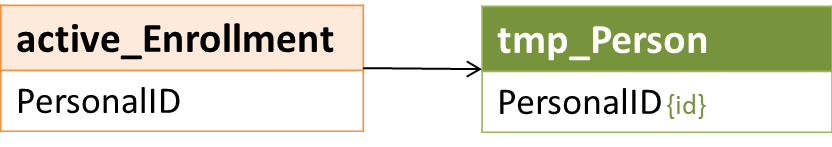 active_Enrollment
PersonalID
tmp_Person
PersonalID {id}